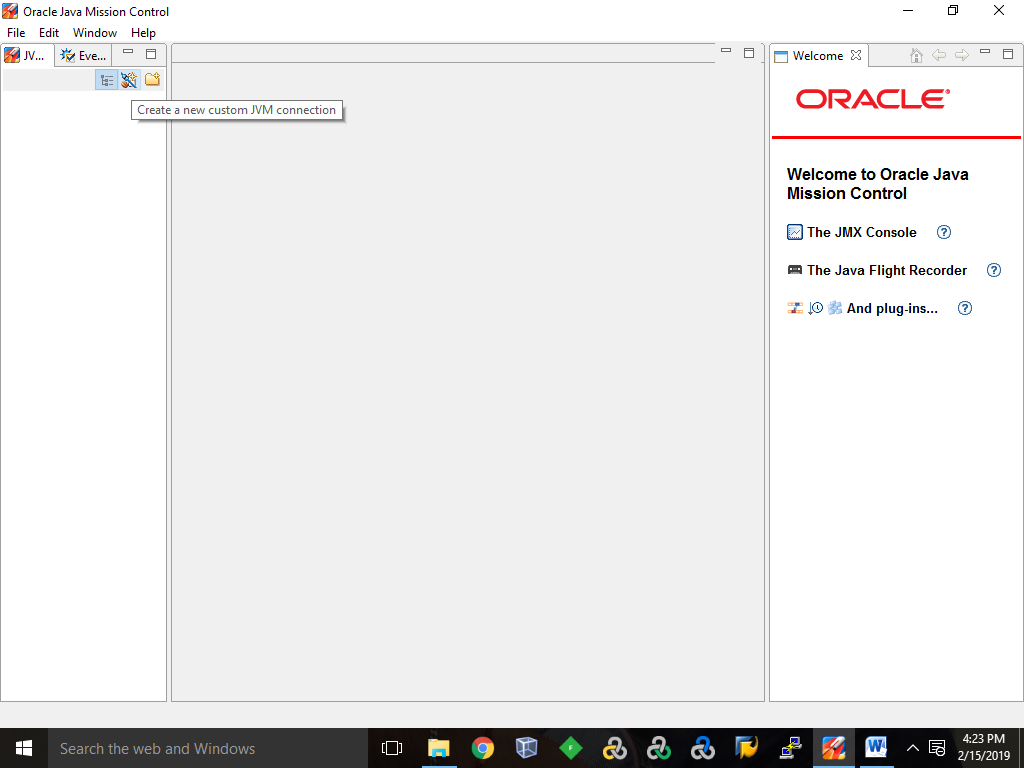 Oracle Java Mission Control
File Edit Window Help
JV... Eve...
Create a new custom JVM connection
Welcome
ORACLE®
Welcome to Oracle Java
Mission Control
The JMX Console
The Java Flight Recorder
And plug-ins...
Search the web and Windows
4:23 PM
2/15/2019